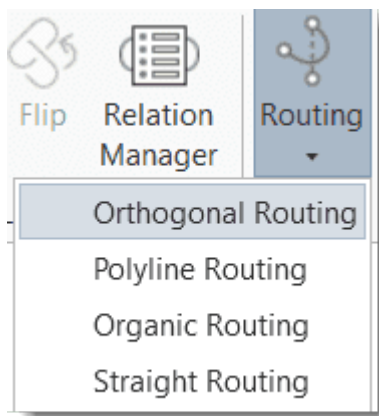 Flip
Relation
Manager
Routing
Orthogonal Routing
Polyline Routing
Organic Routing
Straight Routing